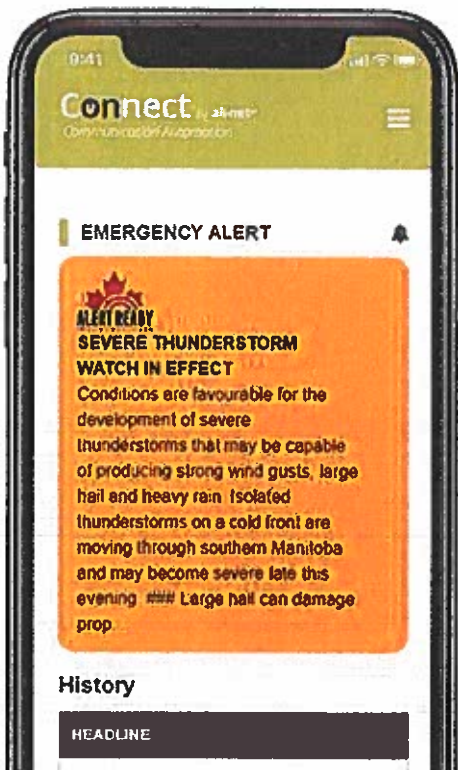 9:41
Connect by all-net
Communication Automation
EMERGENCY ALERT
ALERT READY
SEVERE THUNDERSTORM
WATCH IN EFFECT
Conditions are favourable for the
development of severe
thunderstorms that may be capable
of producing strong wind gusts, large
hail and heavy rain. Isolated
thunderstorms on a cold front are
moving through southern Manitoba
and may become severe late this
evening. ### Large hail can damage
prop
History
HEADLINE